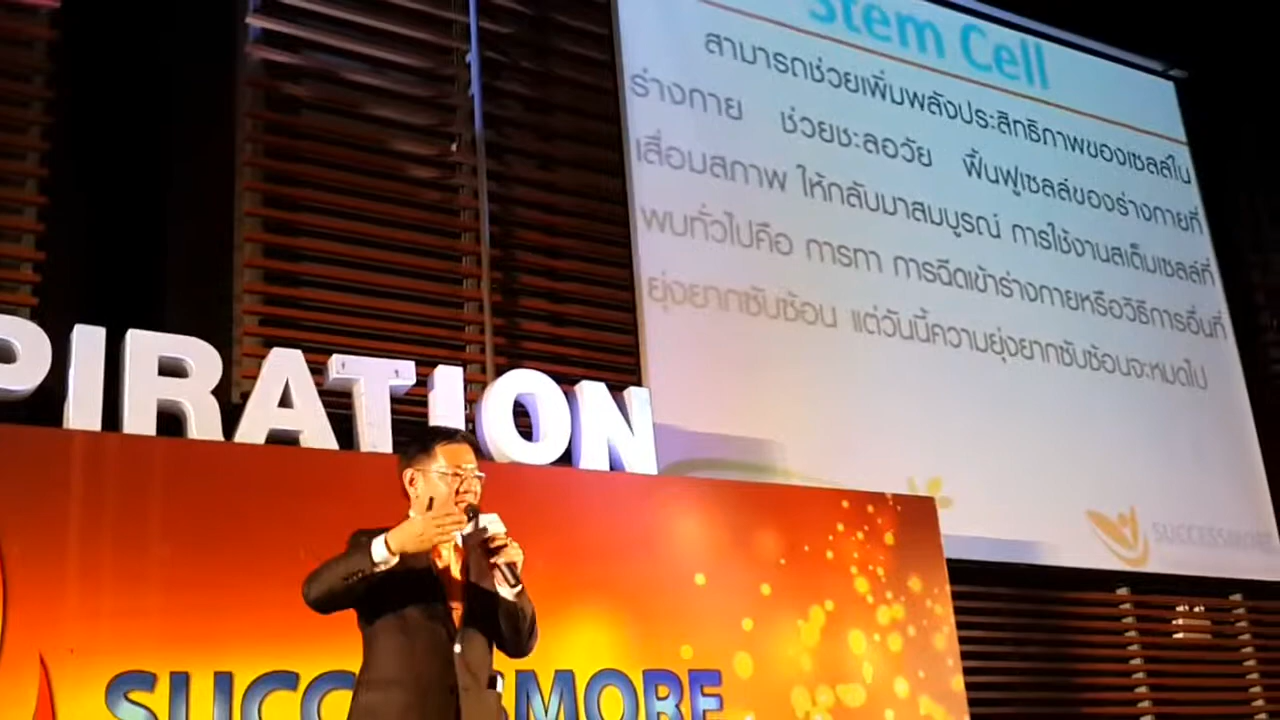 Stem Cell
สามารถช่วยเพิ่มพลังประสิทธิภาพของเซลล์ใน
ร่างกาย ช่วยชะลอวัย ฟื้นฟูเซลล์ของร่างกายที่
เสื่อมสภาพ ให้กลับมาสมบูรณ์ การใช้งานสเต็มเซลล์ที่
พบทั่วไปคือ การทา การฉีดเข้าร่างกายหรือวิธีการอื่นที่
ยุ่งยากซับซ้อน แต่วันนี้ความยุ่งยากซับซ้อนจะหมดไป
SUCCESSMORE
PIRATION
SUCCESSMORE